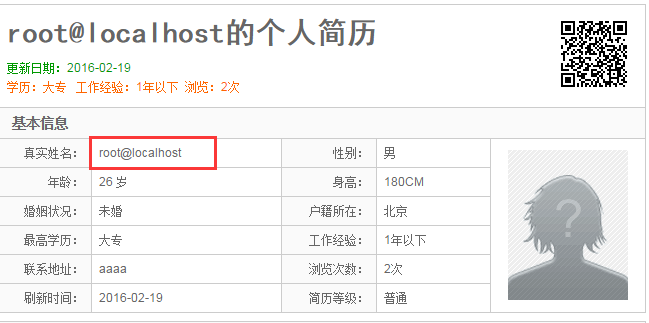 root@localhost的个人简历
更新日期：2016-02-19
学历：大专 工作经验：1年以下 浏览：2次
基本信息
真实姓名： root@localhost 性别： 男
年龄： 26 岁 身高： 180CM
婚姻状况： 未婚 户籍所在： 北京
最高学历： 大专 工作经验： 1年以下
联系地址： aaaa 浏览次数： 2次
刷新时间： 2016-02-19 简历等级： 普通
?